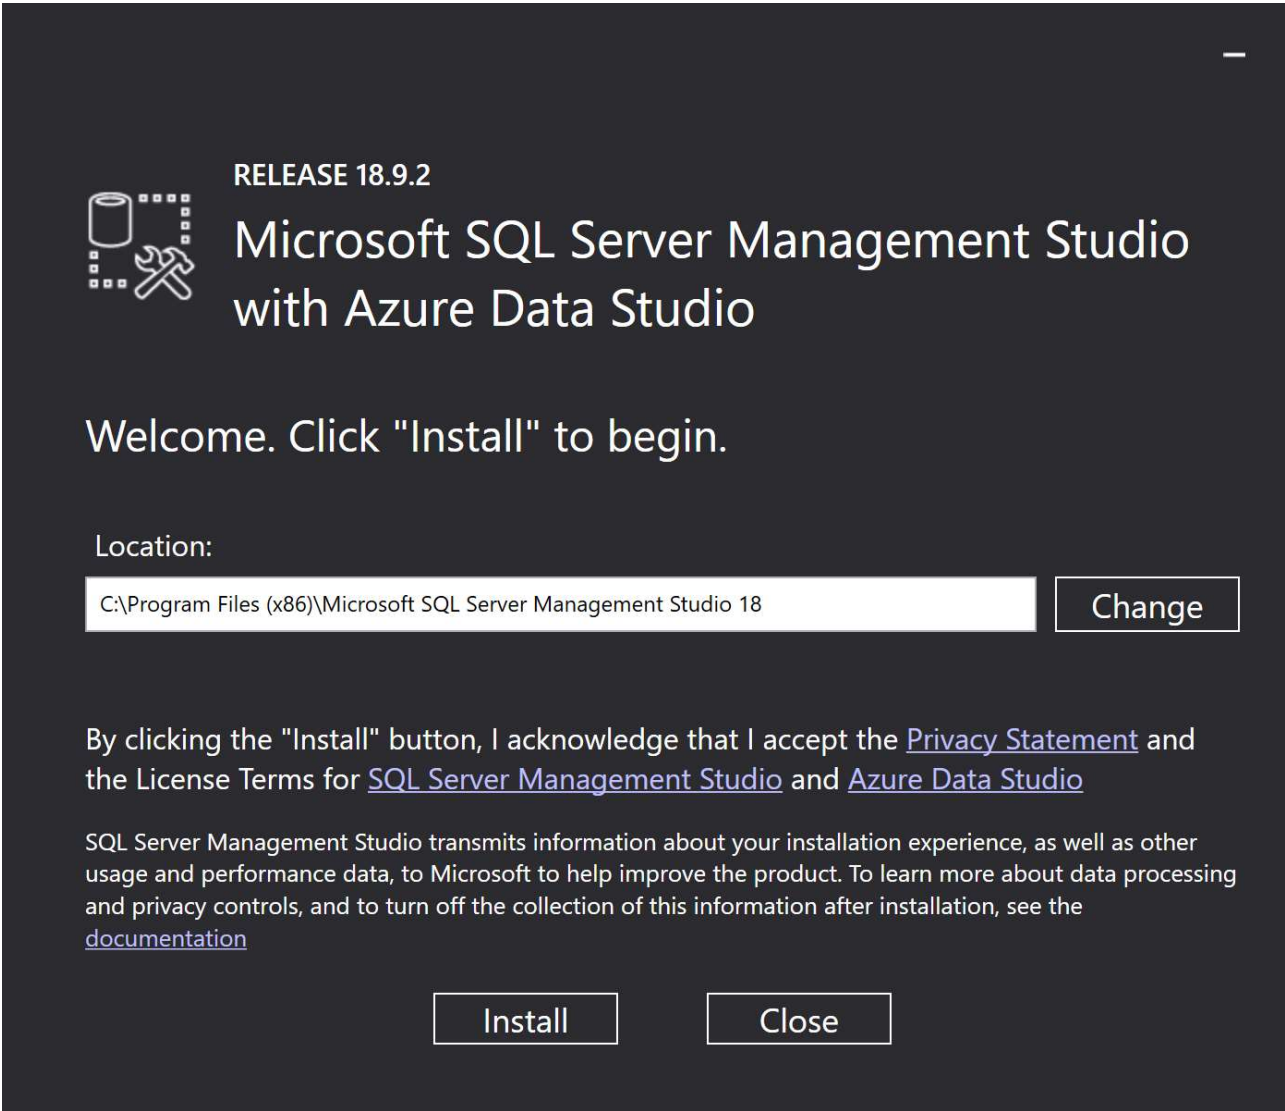 RELEASE 18.9.2
Microsoft SQL Server Management Studio
with Azure Data Studio
Welcome. Click "Install" to begin.
Location:
C:\Program Files (x86)\Microsoft SQL Server Management Studio 18
Change
By clicking the "Install" button, I acknowledge that I accept the Privacy Statement and
the License Terms for SQL Server Management Studio and Azure Data Studio
SQL Server Management Studio transmits information about your installation experience, as well as other
usage and performance data, to Microsoft to help improve the product. To learn more about data processing
and privacy controls, and to turn off the collection of this information after installation, see the
documentation
Install
Close